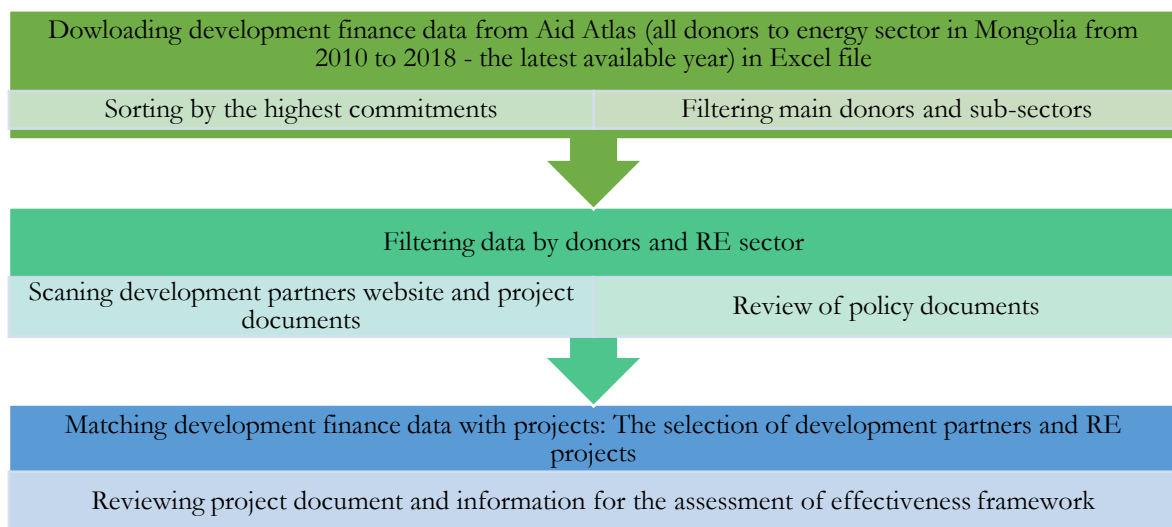 Dowloading development finance data from Aid Atlas (all donors to energy sector in Mongolia from
2010 to 2018 - the latest available year) in Excel file
Sorting by the highest commitments
Filtering main donors and sub-sectors
Filtering data by donors and RE sector
Scaning development partners website and project
documents
Review of policy documents
Matching development finance data with projects: The selection of development partners and RE
projects
Reviewing project document and information for the assessment of effectiveness framework